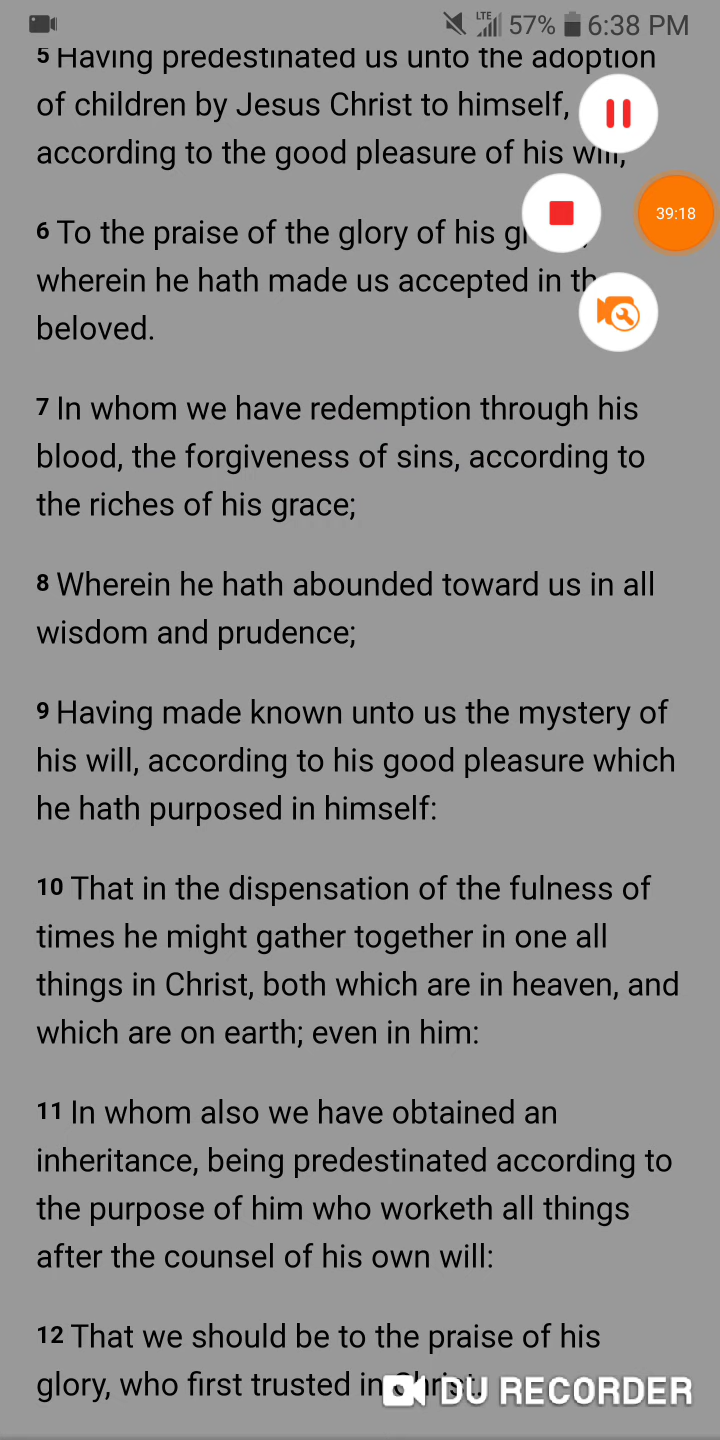 57% 6:38 PM
LTE
5 Having predestinated us unto the adoption
of children by Jesus Christ to himself,
according to the good pleasure of his will,
39:18
6 To the praise of the glory of his
wherein he hath made us accepted in
beloved.
7 In whom we have redemption through his
blood, the forgiveness of sins, according to
the riches of his grace;
8 Wherein he hath abounded toward us in all
wisdom and prudence;
9 Having made known unto us the mystery of
his will, according to his good pleasure which
he hath purposed in himself:
10 That in the dispensation of the fulness of
times he might gather together in one all
things in Christ, both which are in heaven, and
which are on earth; even in him:
11 In whom also we have obtained an
inheritance, being predestinated according to
the purpose of him who worketh all things
after the counsel of his own will:
12 That we should be to the praise of his
glory, who first trusted in Christ.
DU RECORDER